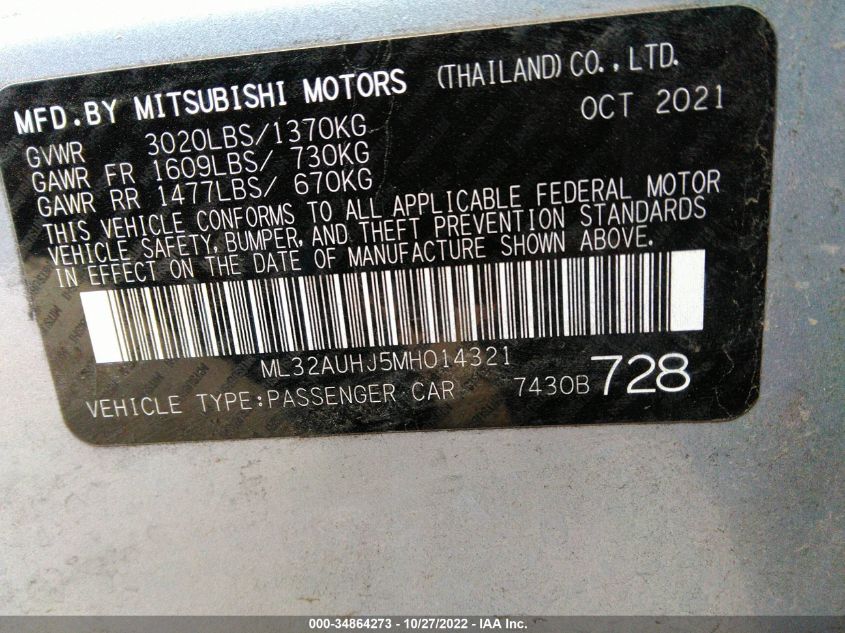 MFD.BY MITSUBISHI MOTORS (THAILAND)CO.,LTD.
OCT 2021
GVWR 3020LBS/1370KG
GAWR FR 1609LBS/ 730KG
GAWR RR 1477LBS/ 670KG
THIS VEHICLE CONFORMS TO ALL APPLICABLE FEDERAL MOTOR
VEHICLE SAFETY,BUMPER,AND THEFT PREVENTION STANDARDS
IN EFFECT ON THE DATE OF MANUFACTURE SHOWN ABOVE.
ML32AUHJ5MH014321
VEHICLE TYPE:PASSENGER CAR 7430B 728
000-34864273 - 10/27/2022 - IAA Inc.